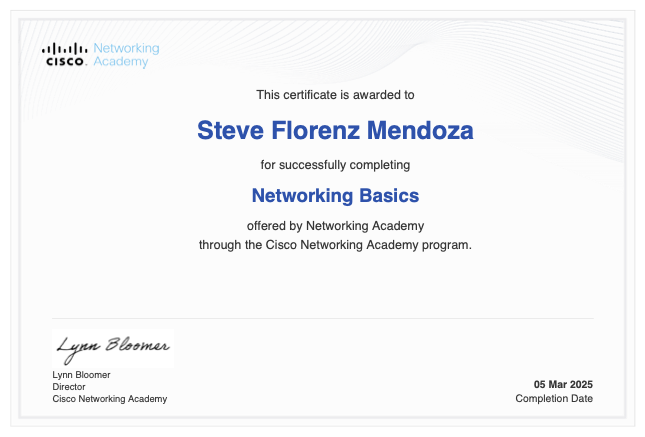 Networking
CISCO. Academy
This certificate is awarded to
Steve Florenz Mendoza
for successfully completing
Networking Basics
offered by Networking Academy
through the Cisco Networking Academy program.
Lynn Bloomer
Lynn Bloomer
Director
Cisco Networking Academy
05 Mar 2025
Completion Date